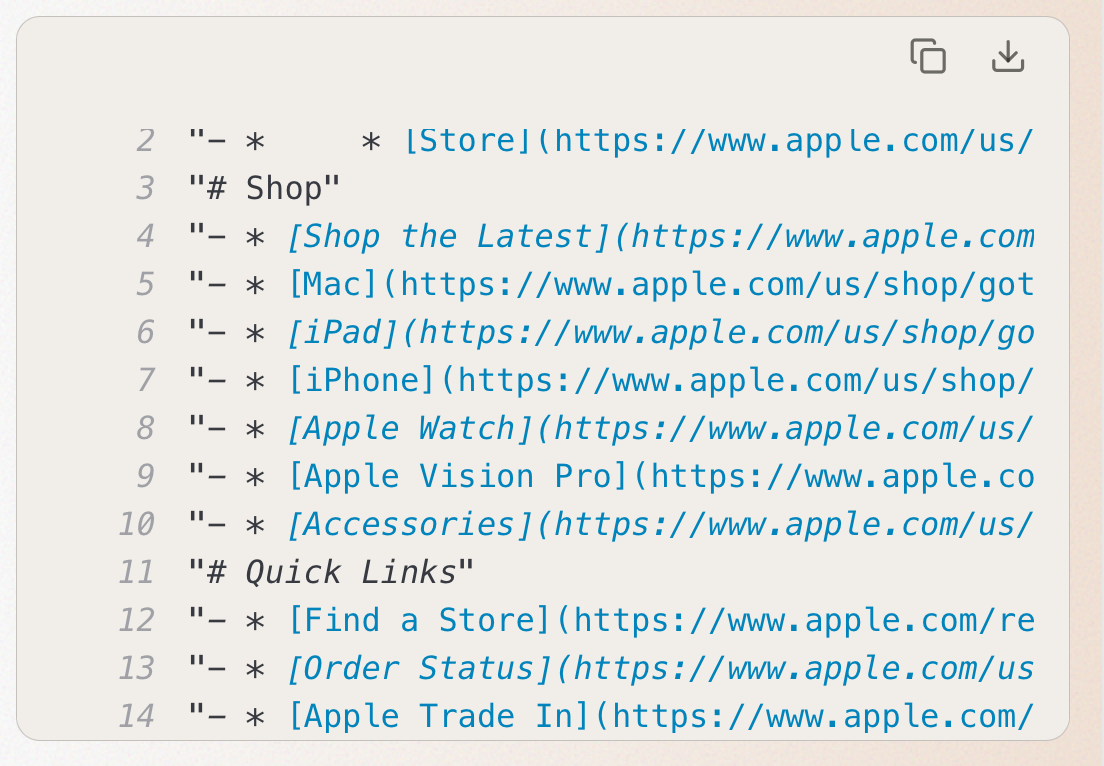 2 "- *     * [Store](https://www.apple.com/us/
3 "# Shop"
4 "- * [Shop the Latest](https://www.apple.com
5 "- * [Mac](https://www.apple.com/us/shop/got
6 "- * [iPad](https://www.apple.com/us/shop/go
7 "- * [iPhone](https://www.apple.com/us/shop/
8 "- * [Apple Watch](https://www.apple.com/us/
9 "- * [Apple Vision Pro](https://www.apple.co
10 "- * [Accessories](https://www.apple.com/us/
11 "# Quick Links"
12 "- * [Find a Store](https://www.apple.com/re
13 "- * [Order Status](https://www.apple.com/us
14 "- * [Apple Trade In](https://www.apple.com/